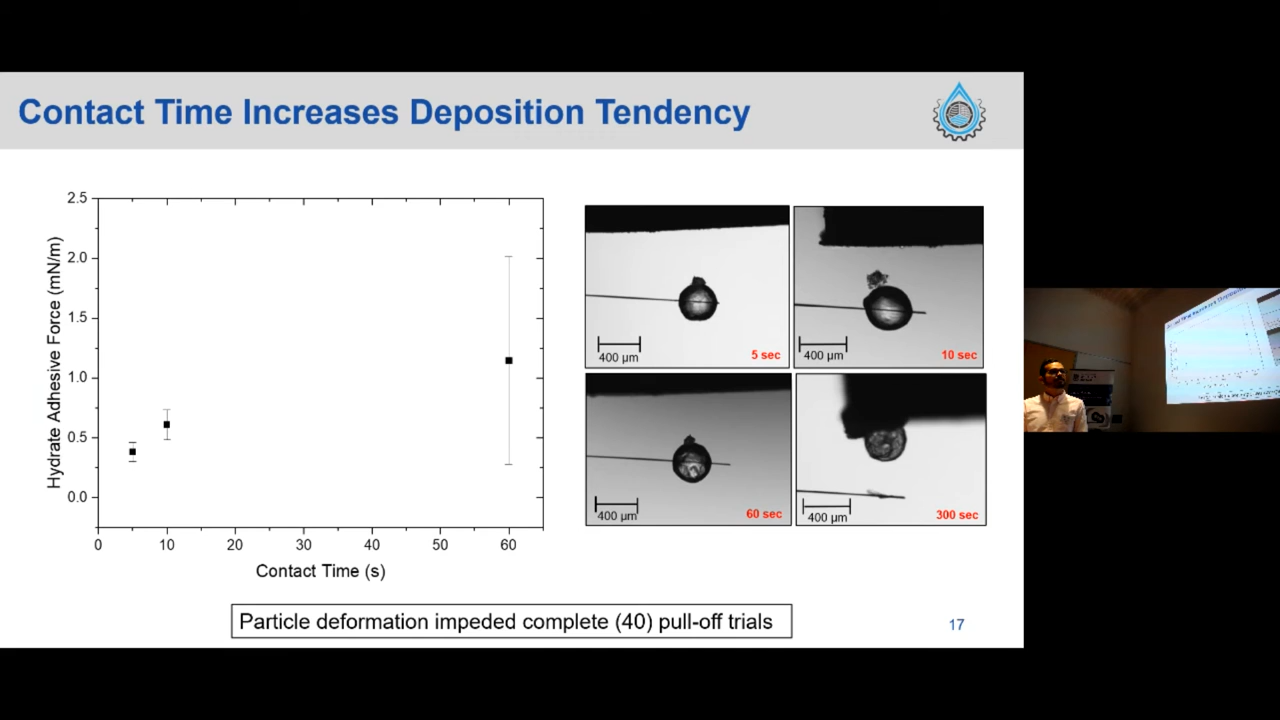 Contact Time Increases Deposition Tendency
Hydrate Adhesive Force (mN/m)
2.5
2.0
1.5
1.0
0.5
0.0
0
10
20
30
40
50
60
Contact Time (s)
400 µm
5 sec
400 µm
10 sec
400 µm
60 sec
400 µm
300 sec
Particle deformation impeded complete (40) pull-off trials
17